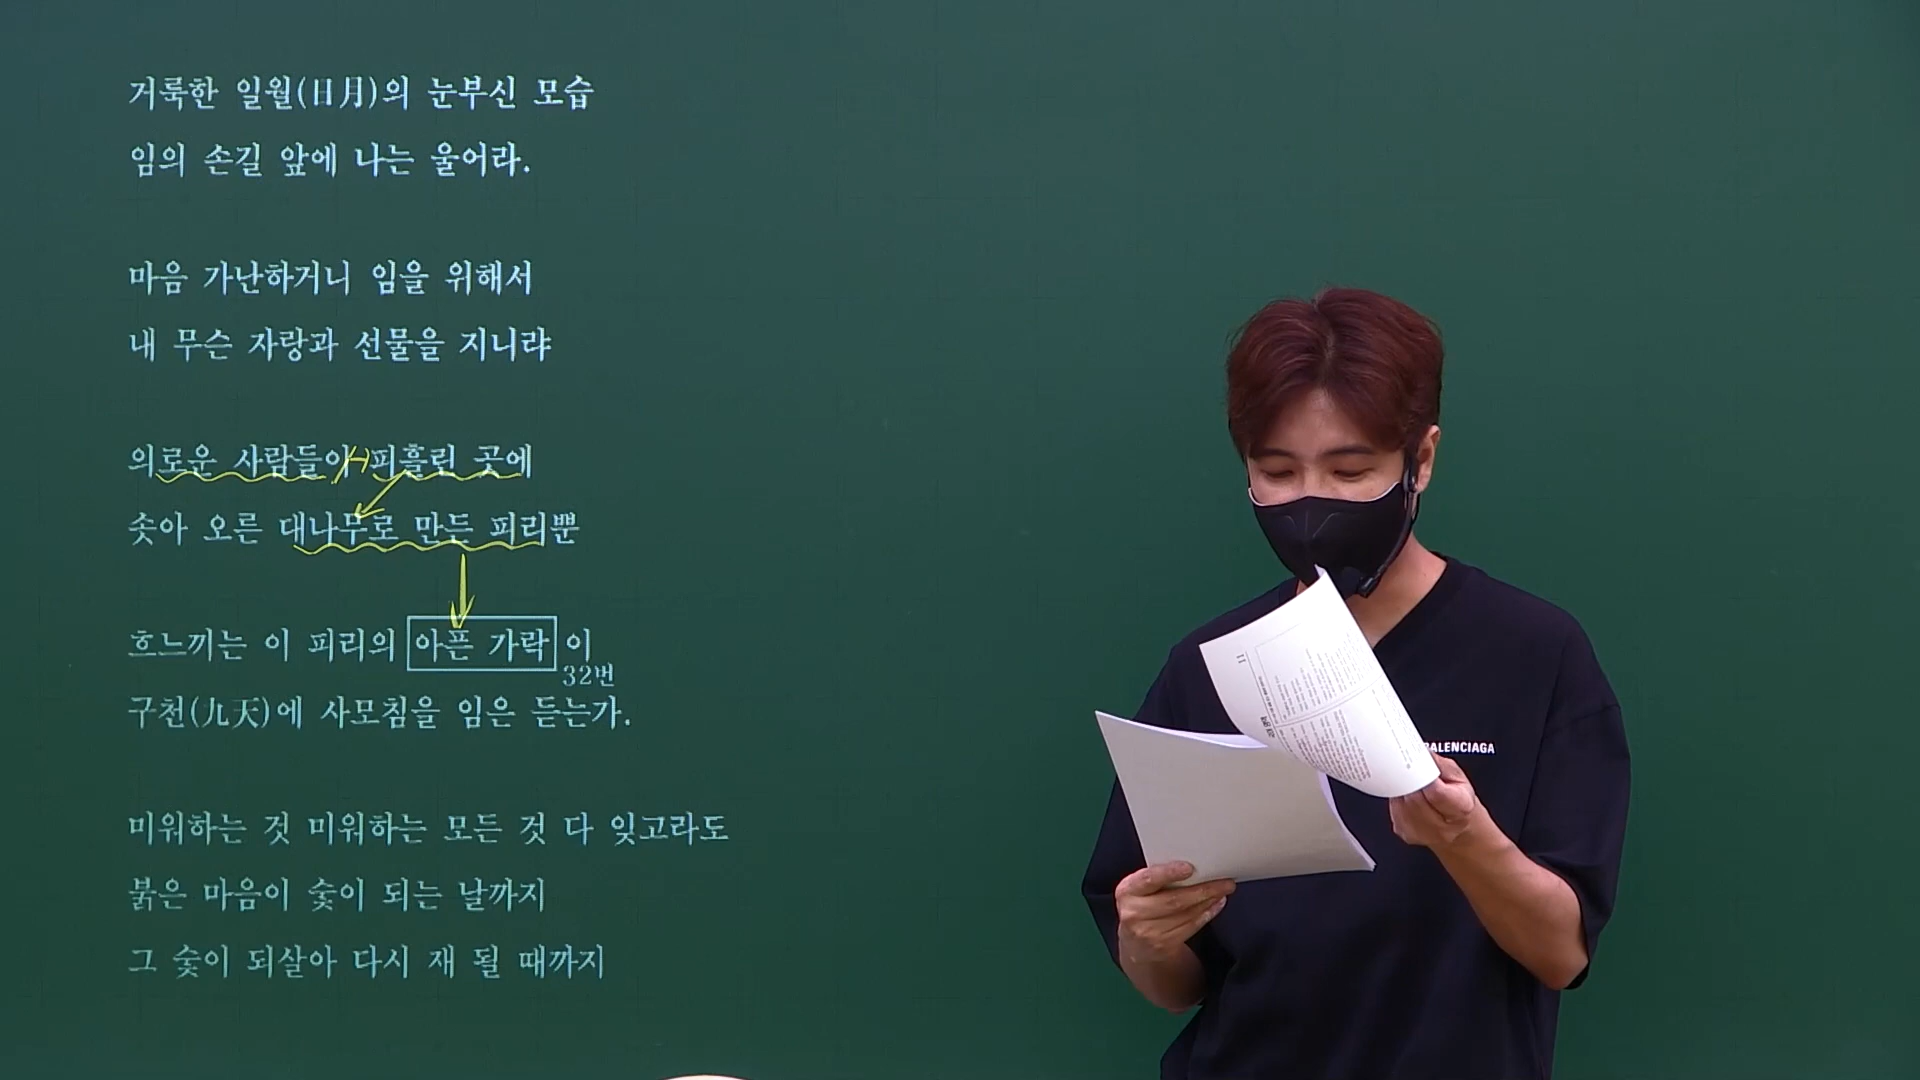 거룩한 일월(日月)의 눈부신 모습
임의 손길 앞에 나는 울어라.
마음 가난하거니 임을 위해서
내 무슨 자랑과 선물을 지니랴
의로운 사람들이 피흘린 곳에
솟아 오른 대나무로 만든 피리뿐
흐느끼는 이 피리의 아픈 가락 이
32번
구천(九天)에 사모침을 임은 듣는가.
미워하는 것 미워하는 모든 것 다 잊고라도
붉은 마음이 숯이 되는 날까지
그 숯이 되살아 다시 재 될 때까지
BALENCIAGA
11